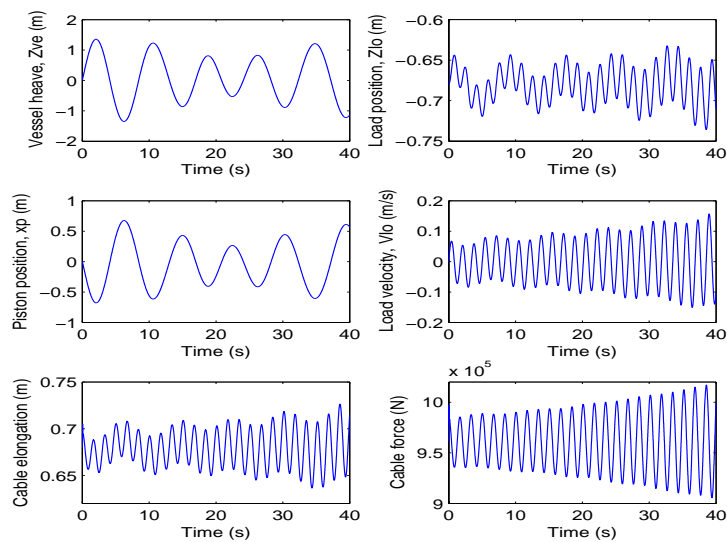 Vessel heave, Zve (m)
2
1
0
−1
−2
0 10 20 30 40
Time (s)
Load position, Zlo (m)
−0.6
−0.65
−0.7
−0.75
0 10 20 30 40
Time (s)
Piston position, xp (m)
1
0.5
0
−0.5
−1
0 10 20 30 40
Time (s)
Load velocity, Vlo (m/s)
0.2
0.1
0
−0.1
−0.2
0 10 20 30 40
Time (s)
Cable elongation (m)
0.75
0.7
0.65
0 10 20 30 40
Time (s)
x 10^5
Cable force (N)
10
9.5
9
0 10 20 30 40
Time (s)